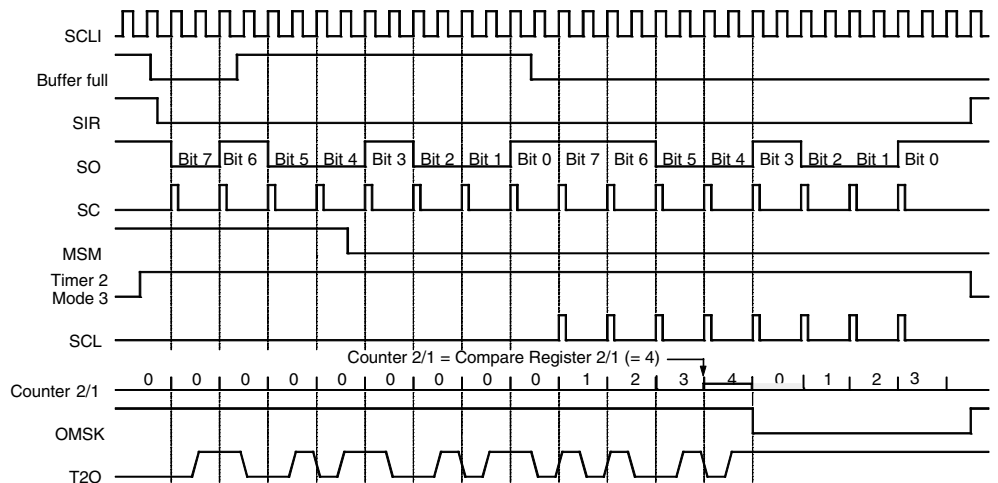 SCLI
Buffer full
SIR
SO
Bit 7 Bit 6 Bit 5 Bit 4 Bit 3 Bit 2 Bit 1 Bit 0 Bit 7 Bit 6 Bit 5 Bit 4 Bit 3 Bit 2 Bit 1 Bit 0
SC
MSM
Timer 2
Mode 3
SCL
Counter 2/1 = Compare Register 2/1 (= 4)
Counter 2/1
0 0 0 0 0 0 0 0 0 1 2 3 4 0 1 2 3
OMSK
T2O